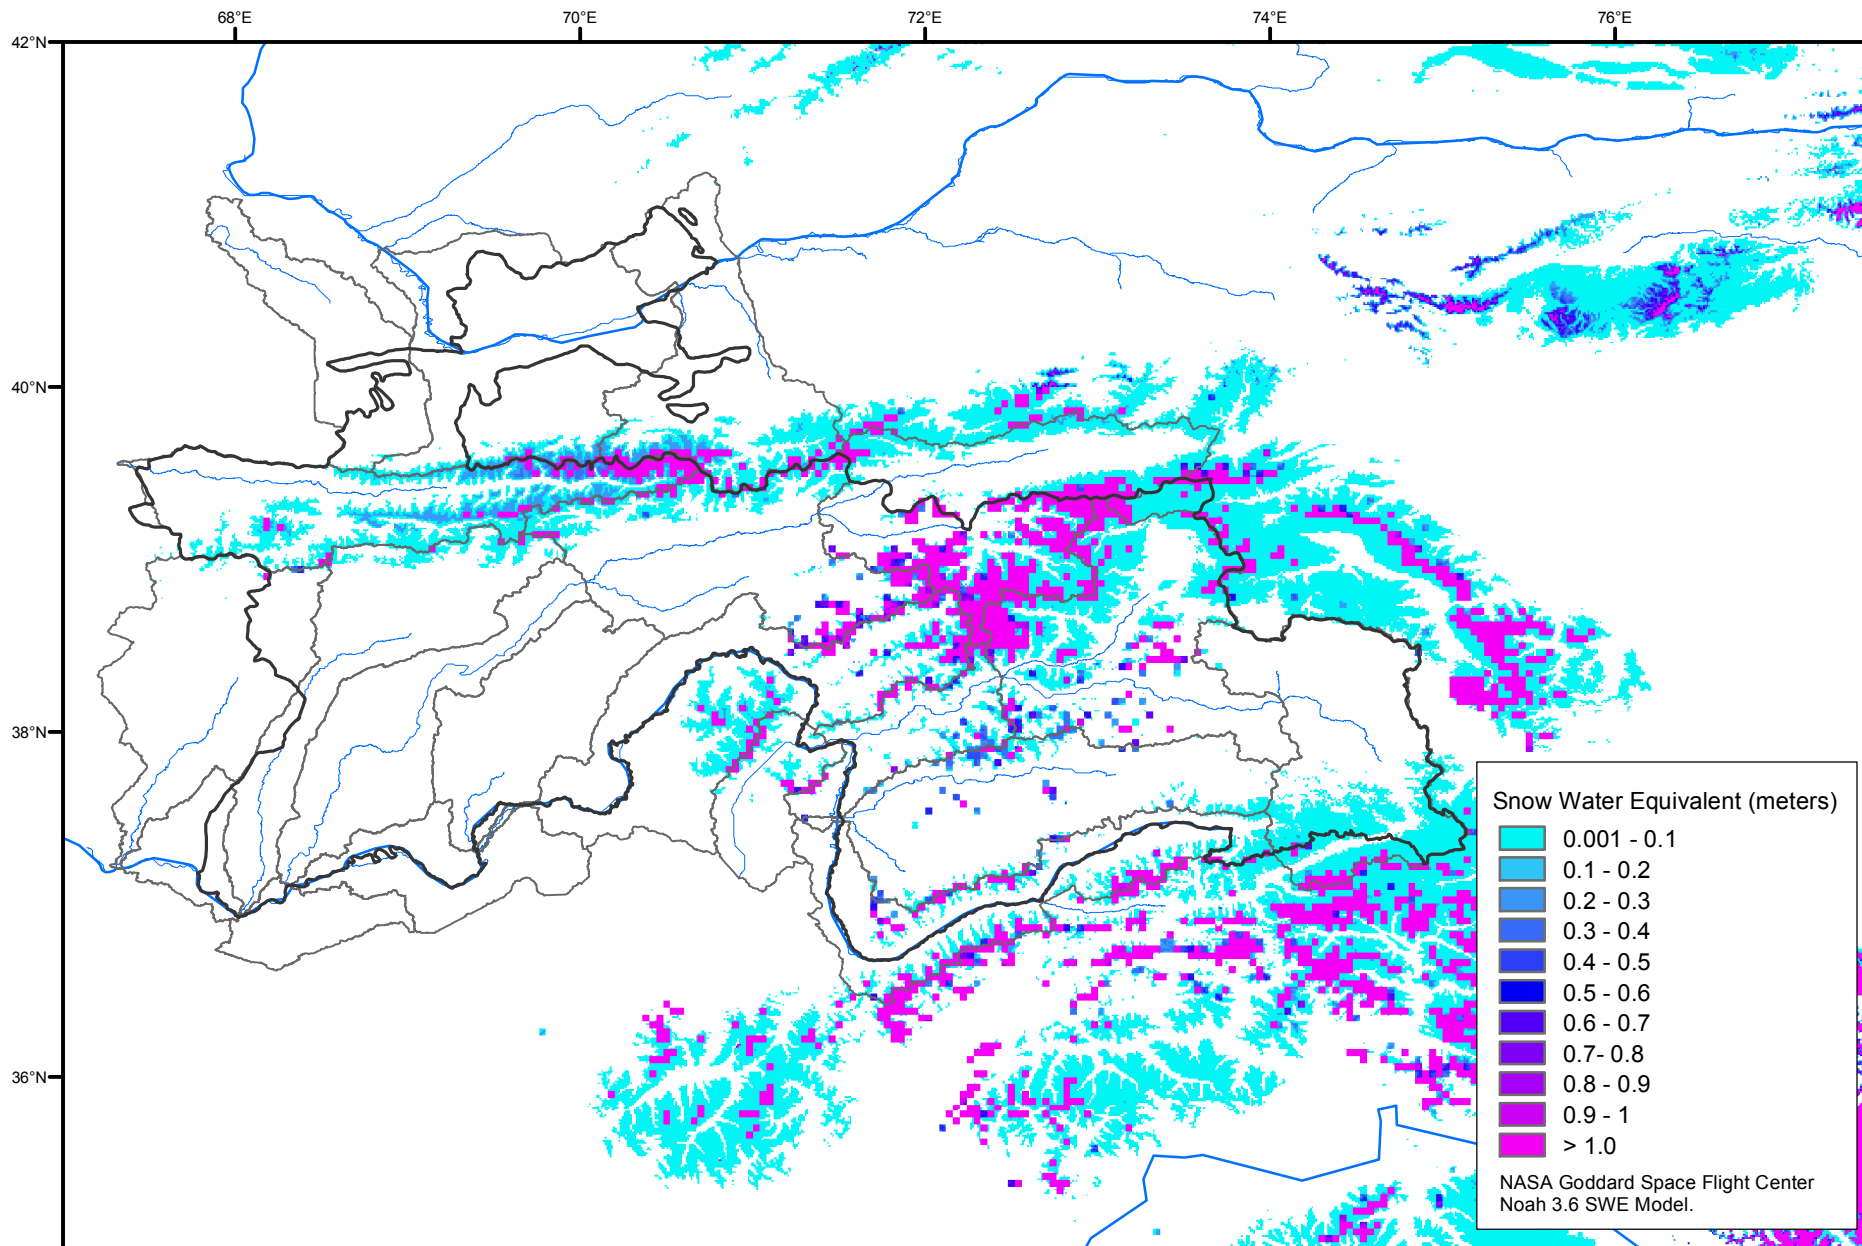 68°E 70°E 72°E 74°E 76°E
42°N
40°N
38°N
36°N
Snow Water Equivalent (meters)
0.001 - 0.1
0.1 - 0.2
0.2 - 0.3
0.3 - 0.4
0.4 - 0.5
0.5 - 0.6
0.6 - 0.7
0.7- 0.8
0.8 - 0.9
0.9 - 1
> 1.0
NASA Goddard Space Flight Center
Noah 3.6 SWE Model.